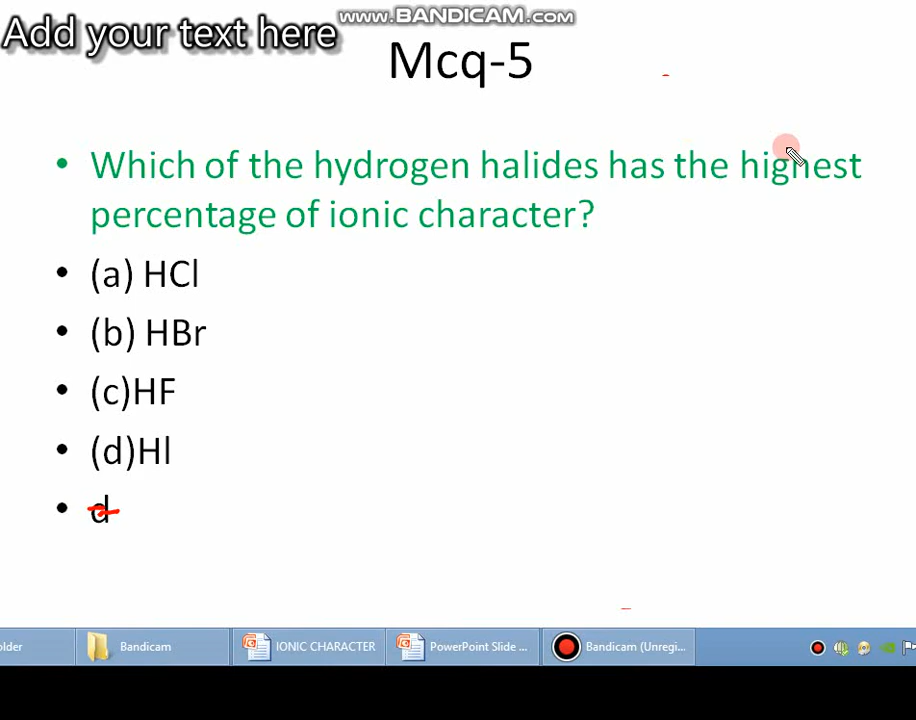 WWW.BANDICAM.COM
Add your text here
Mcq-5
• Which of the hydrogen halides has the highest
percentage of ionic character?
• (a) HCl
• (b) HBr
• (c)HF
• (d)Hl
• d
older
Bandicam
IONIC CHARACTER
PowerPoint Slide ...
Bandicam (Unregi...